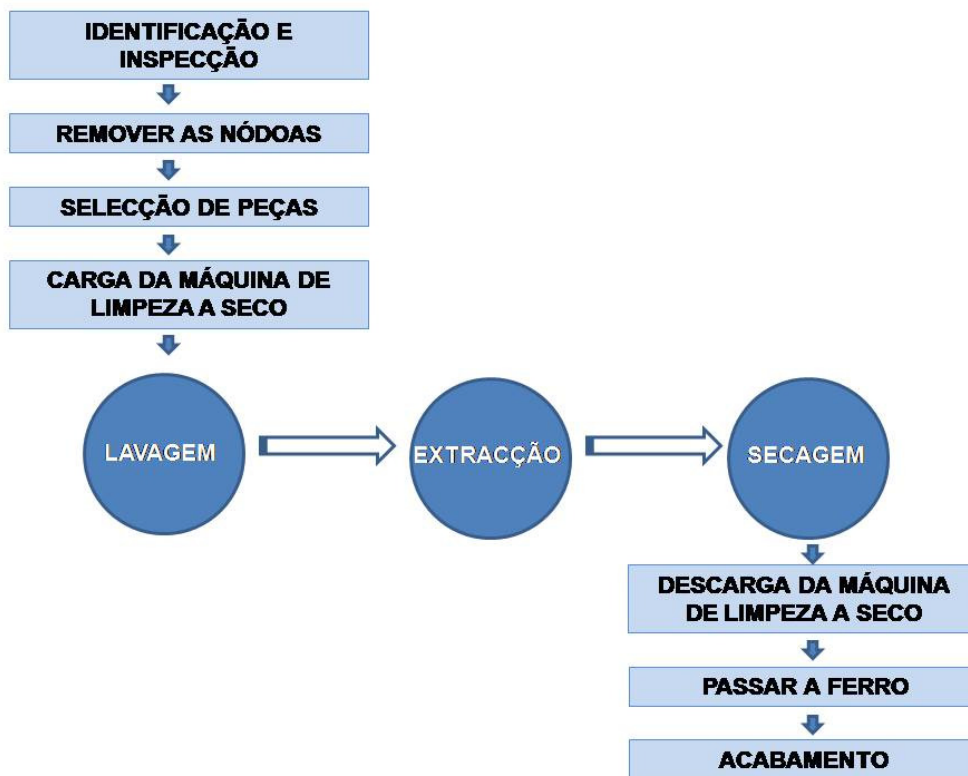 IDENTIFICAÇÃO E
INSPECÇÃO
REMOVER AS NÓDOAS
SELECÇÃO DE PEÇAS
CARGA DA MÁQUINA DE
LIMPEZA A SECO
LAVAGEM
EXTRACÇÃO
SECAGEM
DESCARGA DA MÁQUINA
DE LIMPEZA A SECO
PASSAR A FERRO
ACABAMENTO